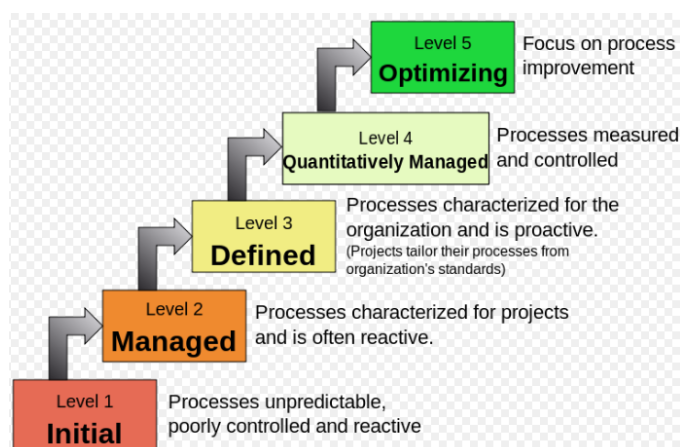 Level 5
Optimizing
Focus on process
improvement
Level 4
Quantitatively Managed
Processes measured
and controlled
Level 3
Defined
Processes characterized for the
organization and is proactive.
(Projects tailor their processes from
organization's standards)
Level 2
Managed
Processes characterized for projects
and is often reactive.
Level 1
Initial
Processes unpredictable,
poorly controlled and reactive